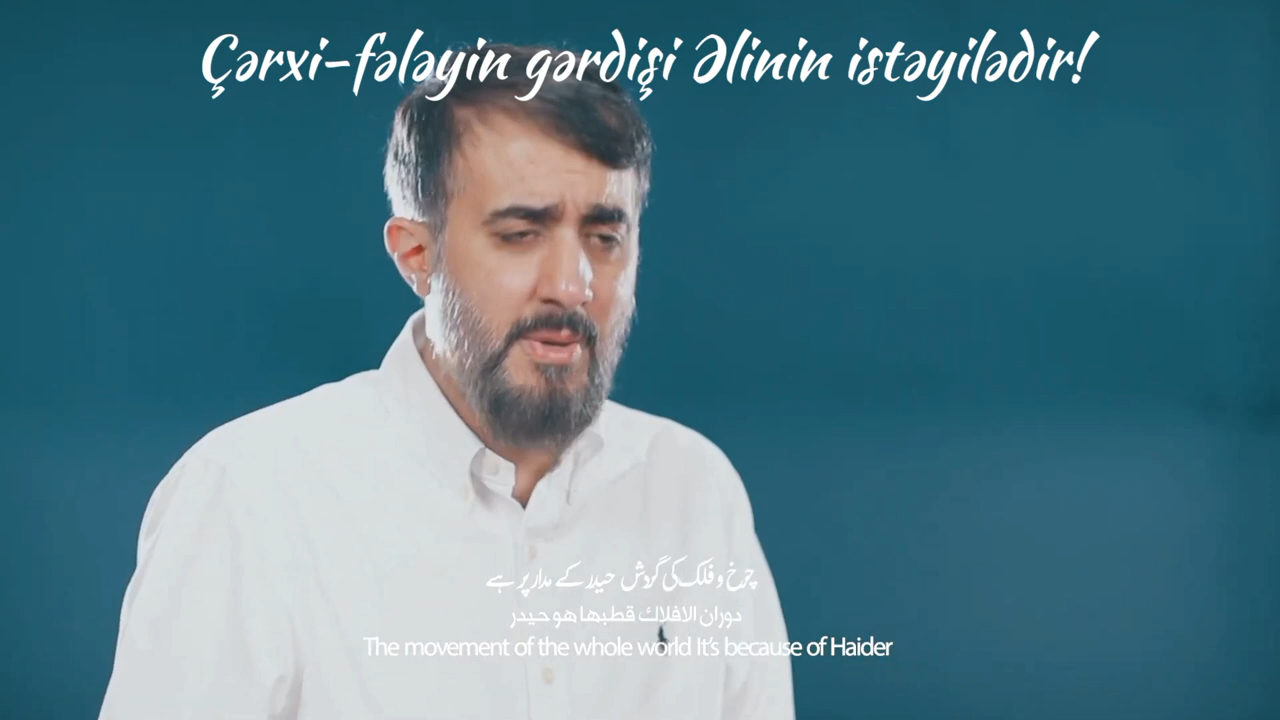 Çərxi-fələyin gərdişi Əlinin istəyilədir!
چرخ و فلک کی گردش حیدر کے مدار پر ہے
دوران الافلاك قطبها هو حيدر
The movement of the whole world It's because of Haider